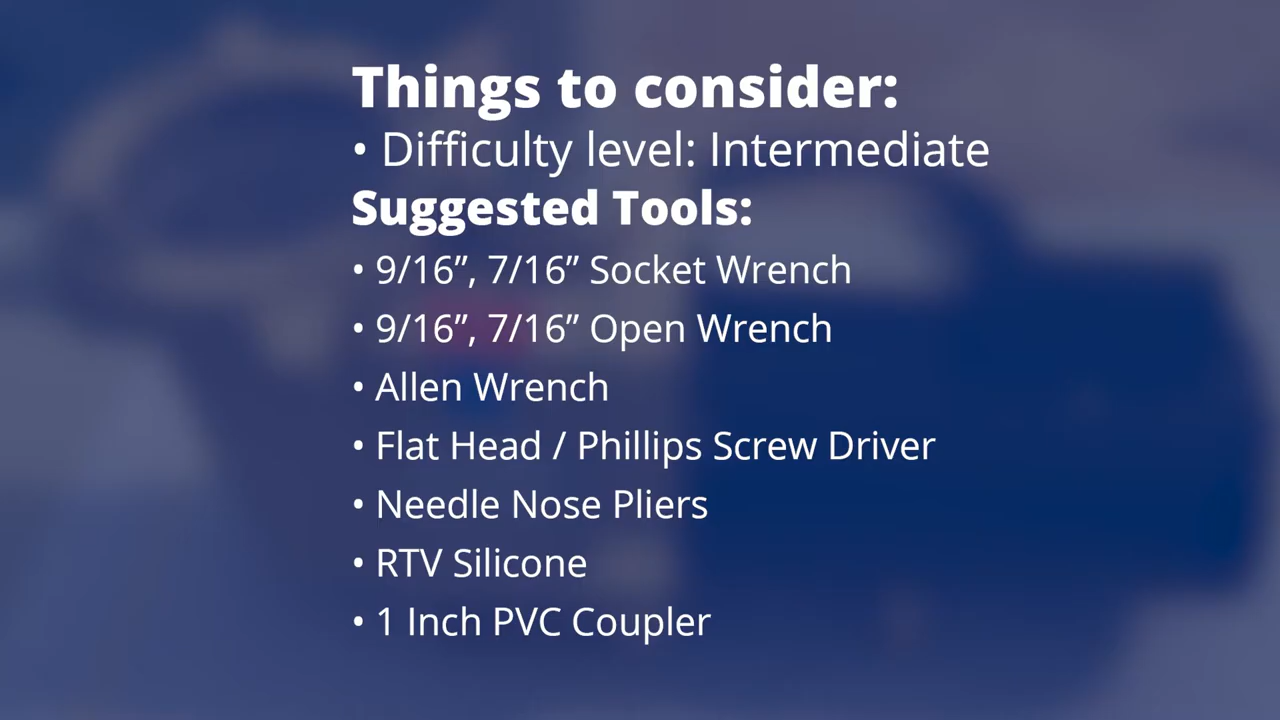 Things to consider:
• Difficulty level: Intermediate
Suggested Tools:
• 9/16”, 7/16” Socket Wrench
• 9/16”, 7/16” Open Wrench
• Allen Wrench
• Flat Head / Phillips Screw Driver
• Needle Nose Pliers
• RTV Silicone
• 1 Inch PVC Coupler